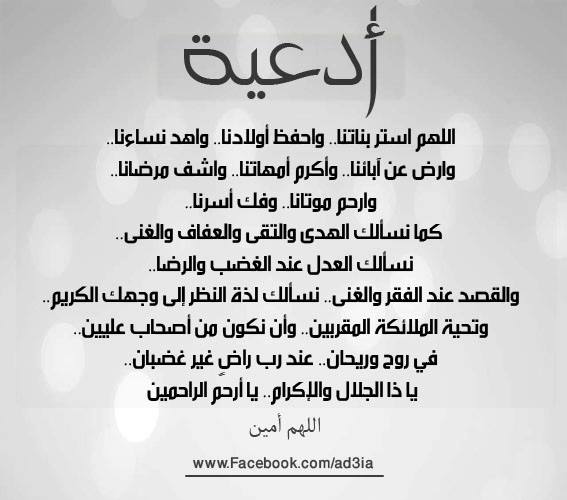 أدعية
اللهم استر بناتنا.. واحفظ أولادنا.. واهد نساءنا..
وارض عن آبائنا.. وأكرم أمهاتنا.. واشف مرضانا..
وارحم موتانا.. وفك أسرنا..
كما نسألك الهدى والتقى والعفاف والغنى..
نسألك العدل عند الغضب والرضا..
والقصد عند الفقر والغنى.. نسألك لذة النظر إلى وجهك الكريم..
وتحية الملائكة المقربين.. وأن نكون من أصحاب عليين..
في روح وريحان.. عند رب راضٍ غير غضبان..
يا ذا الجلال والإكرام.. يا أرحم الراحمين
اللهم أمين
www.Facebook.com/ad3ia